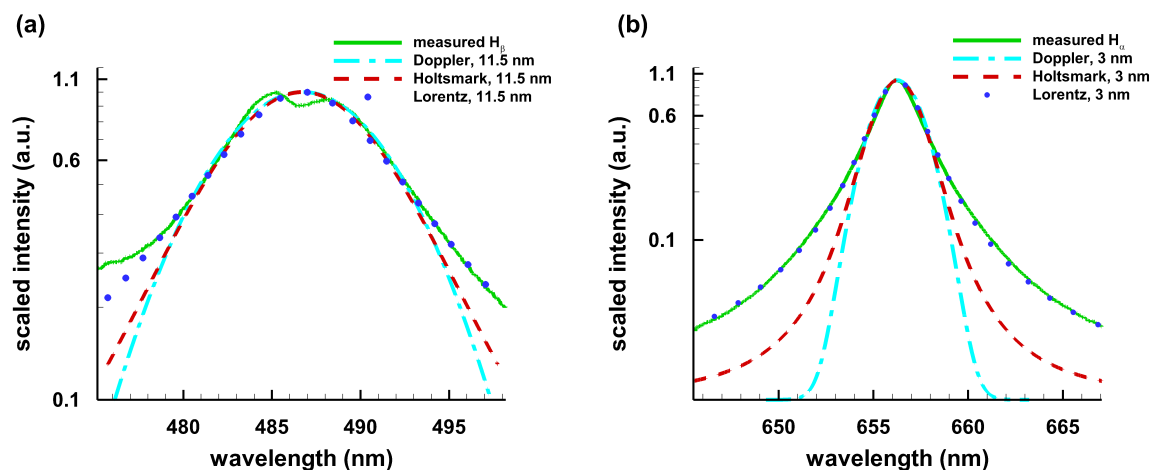 (a)
measured Hβ
Doppler, 11.5 nm
Holtsmark, 11.5 nm
Lorentz, 11.5 nm
1.1
0.6
0.1
scaled intensity (a.u.)
480 485 490 495
wavelength (nm)
(b)
measured Hα
Doppler, 3 nm
Holtsmark, 3 nm
Lorentz, 3 nm
1.1
0.6
0.1
scaled intensity (a.u.)
650 655 660 665
wavelength (nm)